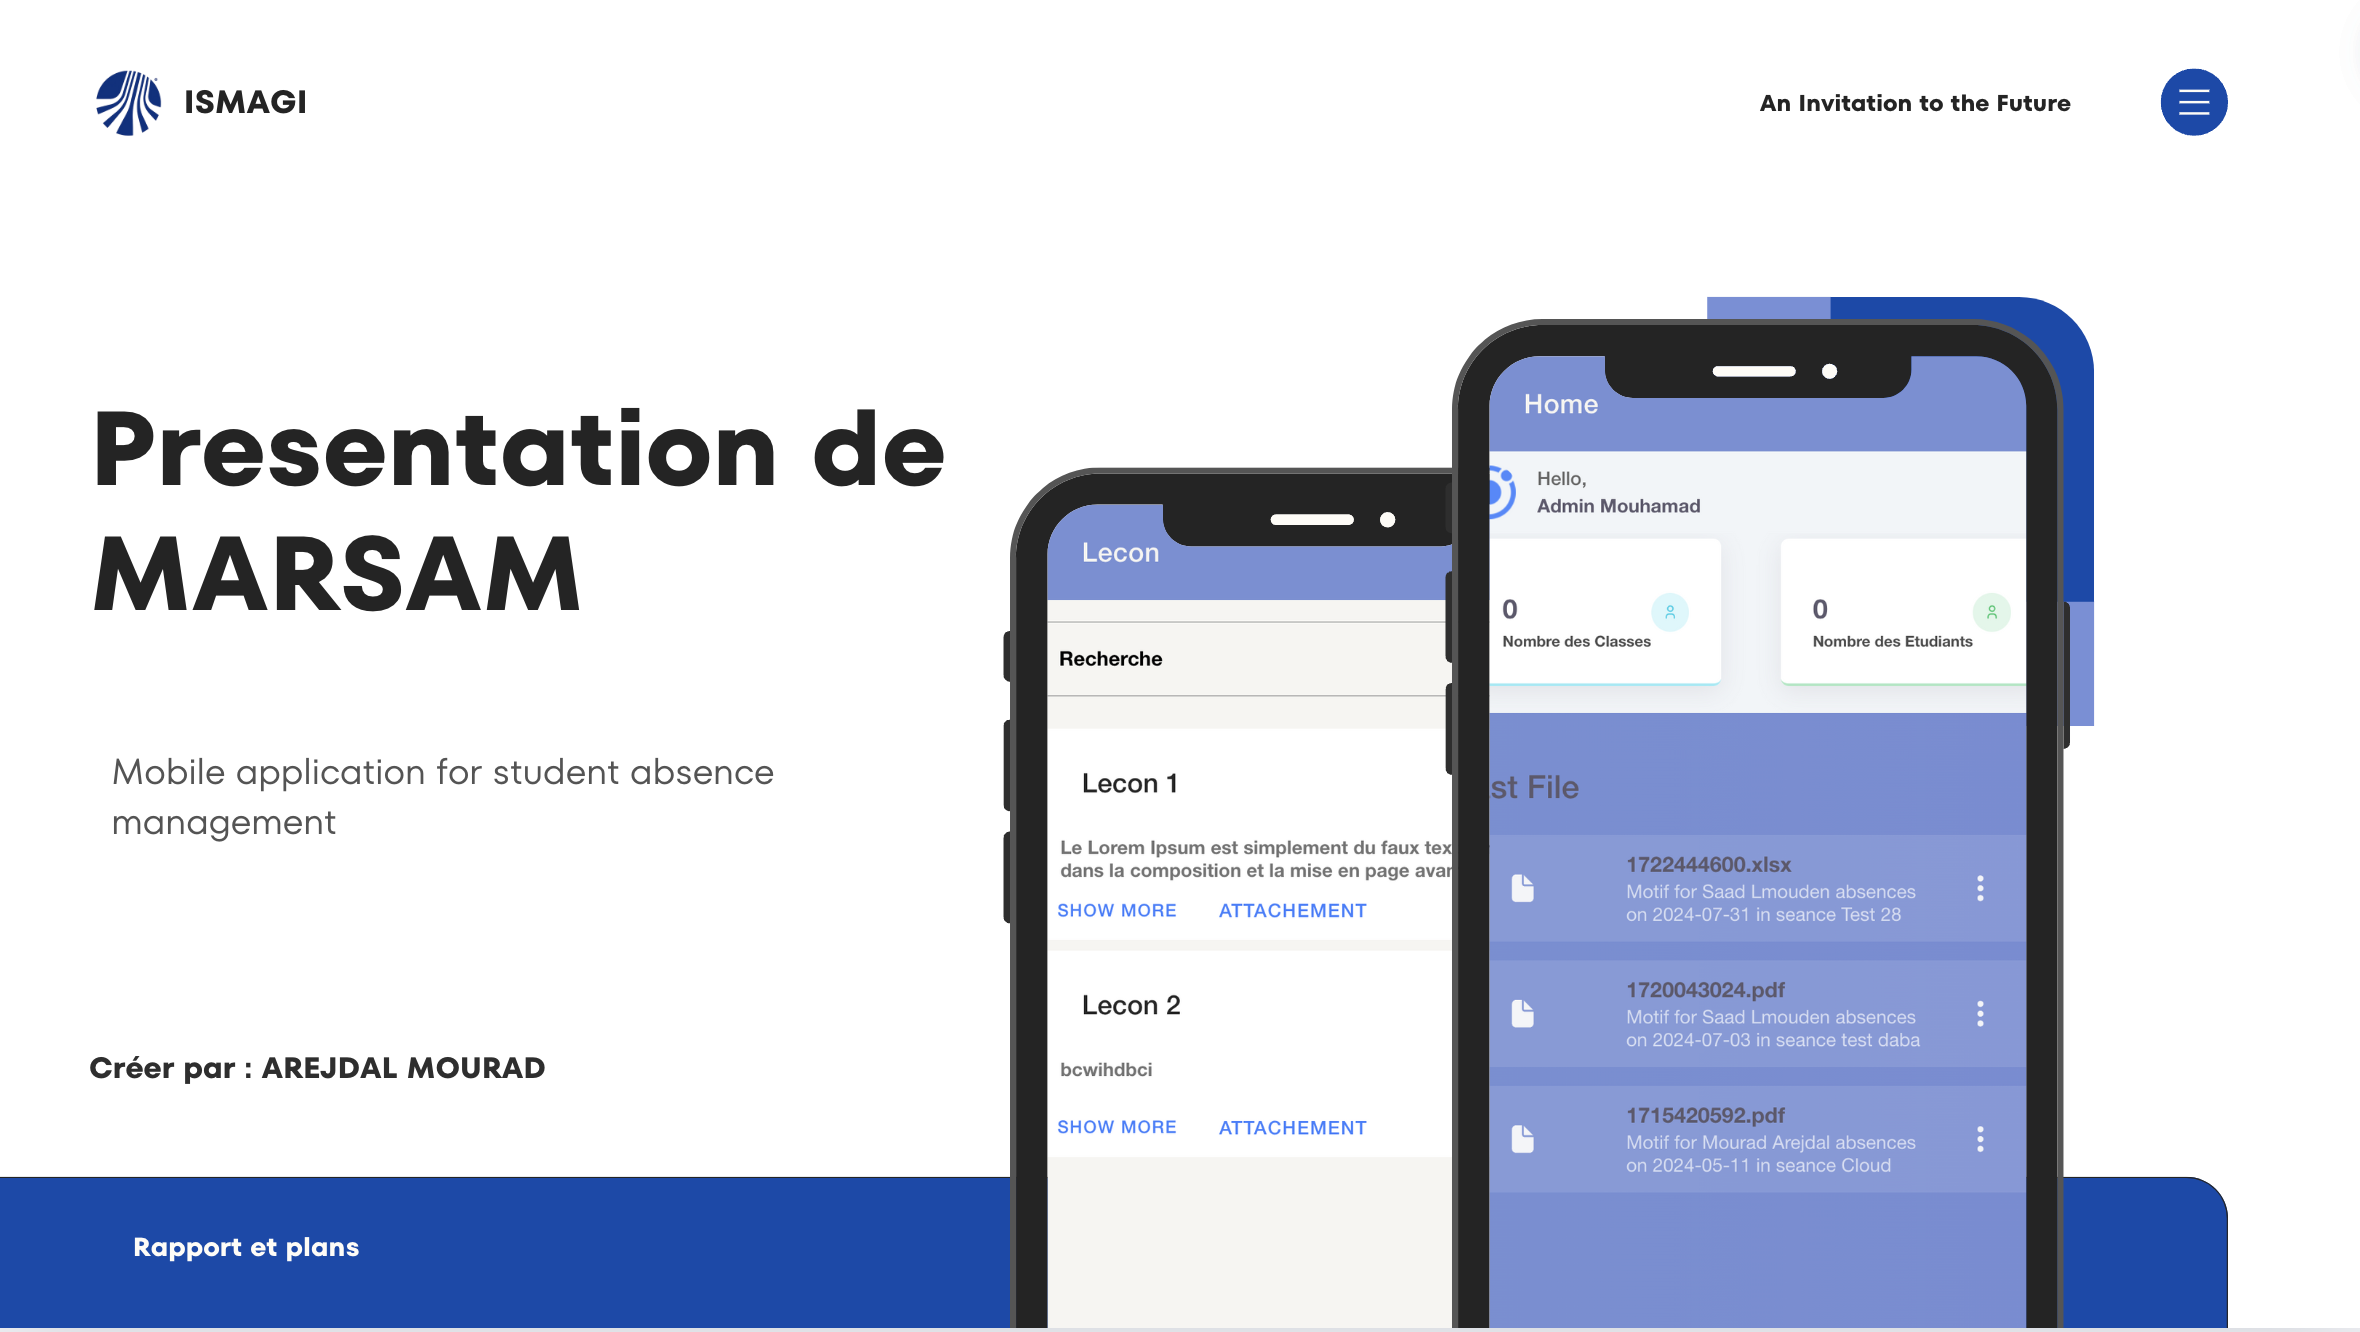 ISMAGI
An Invitation to the Future
Presentation de
MARSAM
Mobile application for student absence
management
Créer par : AREJDAL MOURAD
Rapport et plans
Lecon
Recherche
Lecon 1
Le Lorem Ipsum est simplement du faux tex
dans la composition et la mise en page avar
SHOW MORE ATTACHEMENT
Lecon 2
bcwihdbci
SHOW MORE ATTACHEMENT
Home
Hello,
Admin Mouhamad
0
Nombre des Classes
0
Nombre des Etudiants
st File
1722444600.xlsx
Motif for Saad Lmouden absences
on 2024-07-31 in seance Test 28
1720043024.pdf
Motif for Saad Lmouden absences
on 2024-07-03 in seance test daba
1715420592.pdf
Motif for Mourad Arejdal absences
on 2024-05-11 in seance Cloud